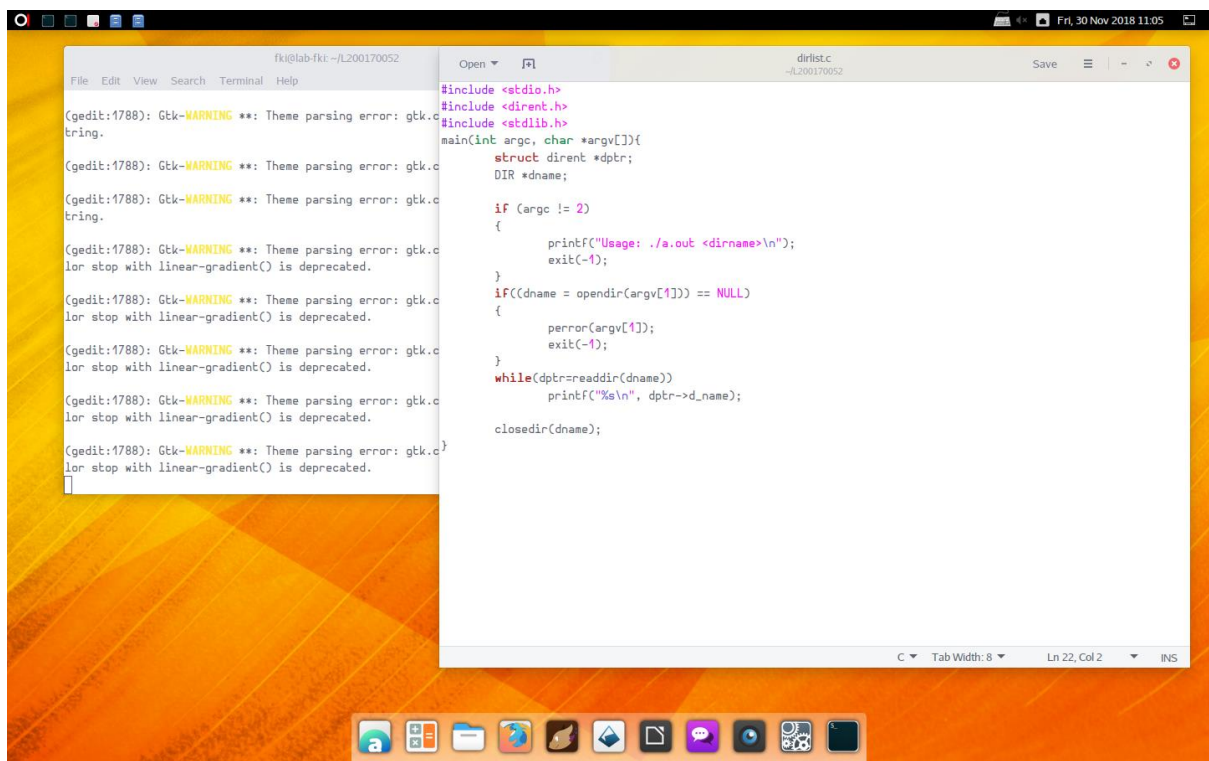 Fri, 30 Nov 2018 11:05
fki@lab-fki: ~/L200170052
File Edit View Search Terminal Help
(gedit:1788): Gtk-WARNING **: Theme parsing error: gtk.c
tring.
(gedit:1788): Gtk-WARNING **: Theme parsing error: gtk.c
(gedit:1788): Gtk-WARNING **: Theme parsing error: gtk.c
tring.
(gedit:1788): Gtk-WARNING **: Theme parsing error: gtk.c
lor stop with linear-gradient() is deprecated.
(gedit:1788): Gtk-WARNING **: Theme parsing error: gtk.c
lor stop with linear-gradient() is deprecated.
(gedit:1788): Gtk-WARNING **: Theme parsing error: gtk.c
lor stop with linear-gradient() is deprecated.
(gedit:1788): Gtk-WARNING **: Theme parsing error: gtk.c
lor stop with linear-gradient() is deprecated.
(gedit:1788): Gtk-WARNING **: Theme parsing error: gtk.c
lor stop with linear-gradient() is deprecated.
Open
dirlist.c
~/L200170052
Save
#include <stdio.h>
#include <dirent.h>
#include <stdlib.h>
main(int argc, char *argv[]){
struct dirent *dptr;
DIR *dname;
if (argc != 2)
{
printf("Usage: ./a.out <dirname>\n");
exit(-1);
}
if((dname = opendir(argv[1])) == NULL)
{
perror(argv[1]);
exit(-1);
}
while(dptr=readdir(dname))
printf("%s\n", dptr->d_name);
closedir(dname);
}
C Tab Width: 8 Ln 22, Col 2 INS
a